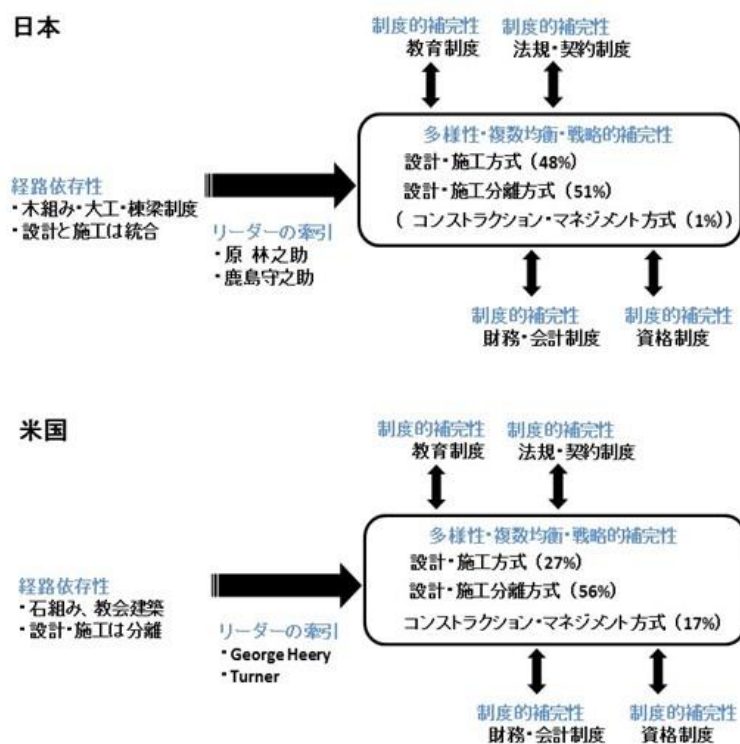 日本
制度的補完性 制度的補完性
教育制度 法規・契約制度
多様性・複数均衡・戦略的補完性
設計・施工方式（48%）
設計・施工分離方式（51%）
（ コンストラクション・マネジメント方式（1%））
経路依存性
・木組み・大工・棟梁制度
・設計と施工は統合
リーダーの牽引
・原 林之助
・鹿島守之助
制度的補完性 制度的補完性
財務・会計制度 資格制度
米国
制度的補完性 制度的補完性
教育制度 法規・契約制度
多様性・複数均衡・戦略的補完性
設計・施工方式（27%）
設計・施工分離方式（56%）
コンストラクション・マネジメント方式（17%）
経路依存性
・石組み、教会建築
・設計・施工は分離
リーダーの牽引
・George Heery
・Turner
制度的補完性 制度的補完性
財務・会計制度 資格制度